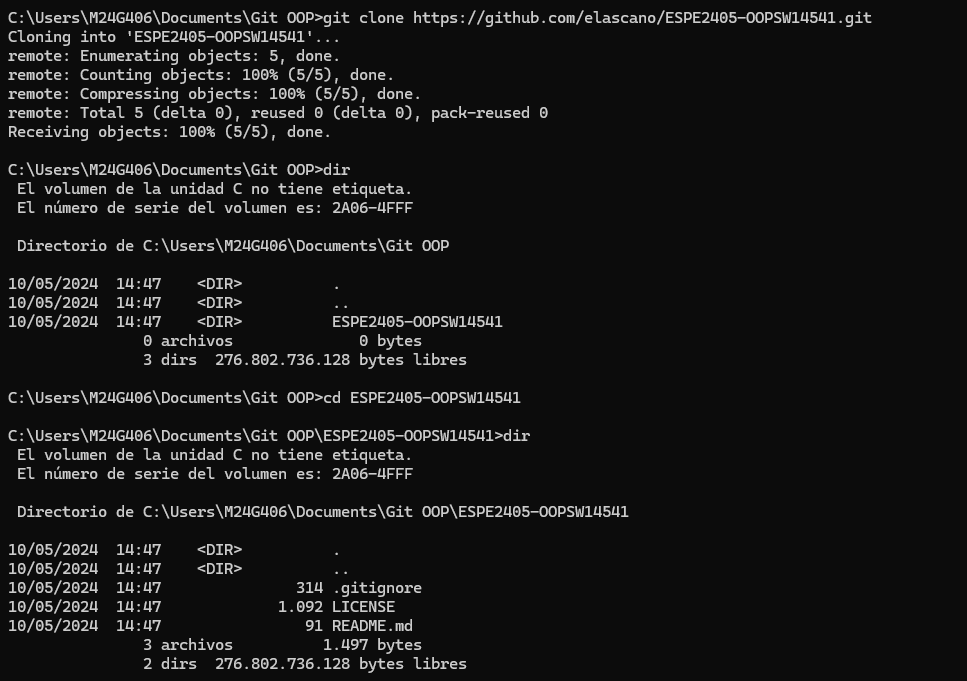 C:\Users\M24G406\Documents\Git OOP>git clone https://github.com/elascano/ESPE2405-OOPSW14541.git
Cloning into 'ESPE2405-OOPSW14541'...
remote: Enumerating objects: 5, done.
remote: Counting objects: 100% (5/5), done.
remote: Compressing objects: 100% (5/5), done.
remote: Total 5 (delta 0), reused 0 (delta 0), pack-reused 0
Receiving objects: 100% (5/5), done.

C:\Users\M24G406\Documents\Git OOP>dir
 El volumen de la unidad C no tiene etiqueta.
 El número de serie del volumen es: 2A06-4FFF

 Directorio de C:\Users\M24G406\Documents\Git OOP

10/05/2024  14:47    <DIR>          .
10/05/2024  14:47    <DIR>          ..
10/05/2024  14:47    <DIR>          ESPE2405-OOPSW14541
               0 archivos              0 bytes
               3 dirs  276.802.736.128 bytes libres

C:\Users\M24G406\Documents\Git OOP>cd ESPE2405-OOPSW14541

C:\Users\M24G406\Documents\Git OOP\ESPE2405-OOPSW14541>dir
 El volumen de la unidad C no tiene etiqueta.
 El número de serie del volumen es: 2A06-4FFF

 Directorio de C:\Users\M24G406\Documents\Git OOP\ESPE2405-OOPSW14541

10/05/2024  14:47    <DIR>          .
10/05/2024  14:47    <DIR>          ..
10/05/2024  14:47               314 .gitignore
10/05/2024  14:47             1.092 LICENSE
10/05/2024  14:47                91 README.md
               3 archivos          1.497 bytes
               2 dirs  276.802.736.128 bytes libres